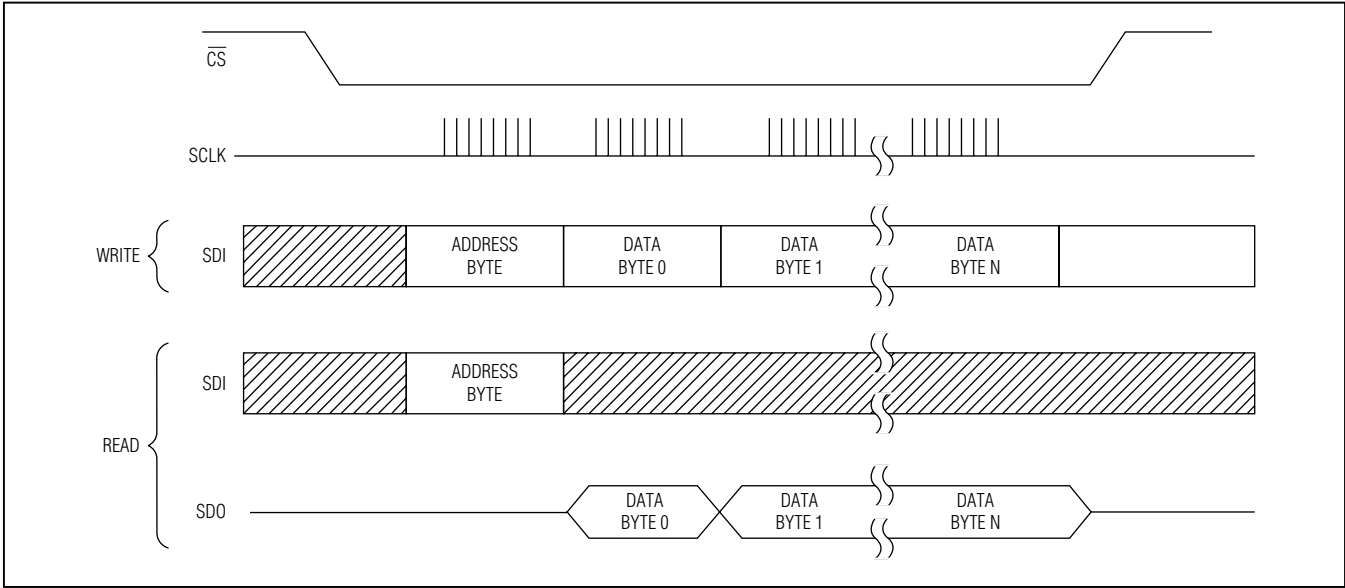 CS
SCLK
WRITE
SDI
ADDRESS
BYTE
DATA
BYTE 0
DATA
BYTE 1
DATA
BYTE N
READ
SDI
ADDRESS
BYTE
SDO
DATA
BYTE 0
DATA
BYTE 1
DATA
BYTE N